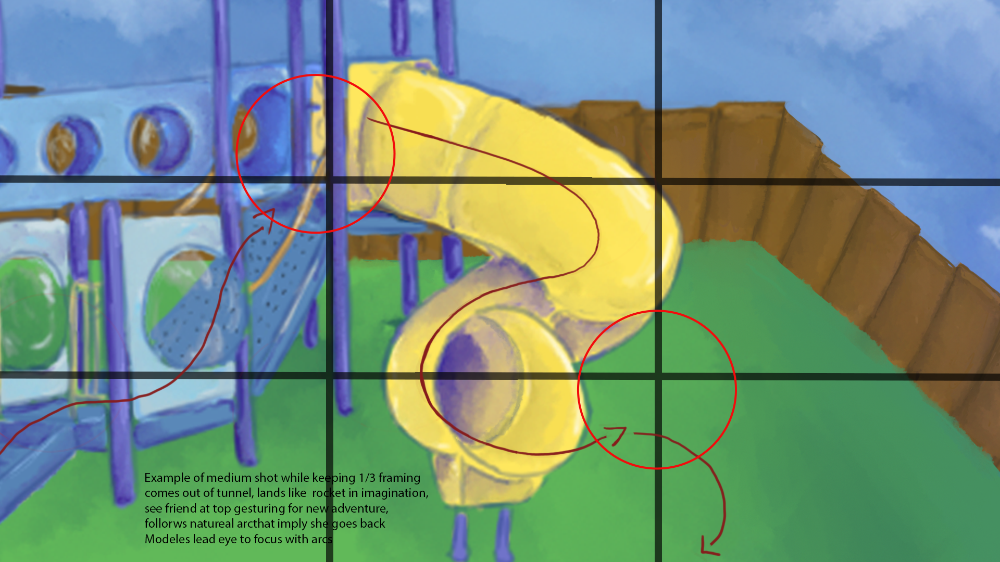 Example of medium shot while keeping 1/3 framing
comes out of tunnel, lands like  rocket in imagination,
see friend at top gesturing for new adventure,
follorws natureal arcthat imply she goes back
Modeles lead eye to focus with arcs